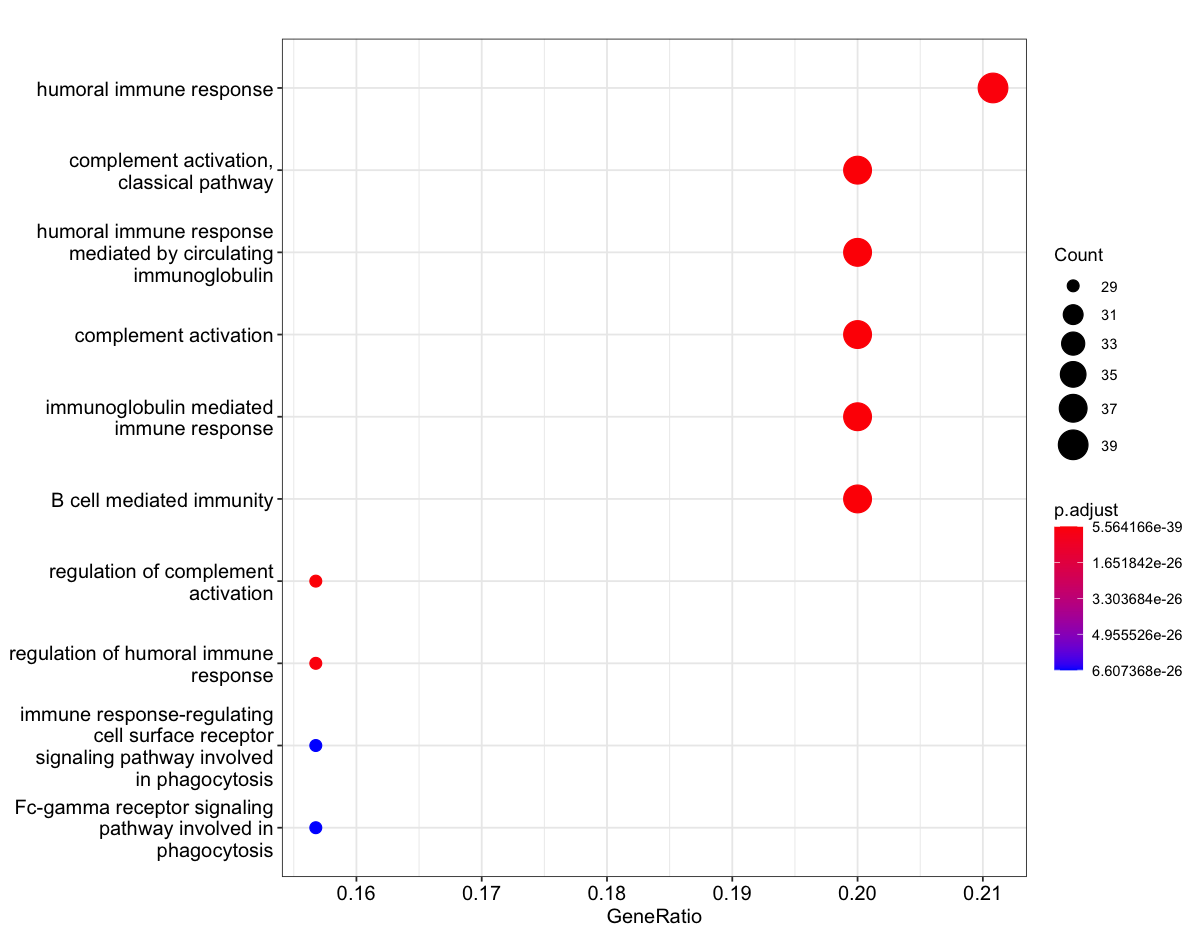 humoral immune response
complement activation,
classical pathway
humoral immune response
mediated by circulating
immunoglobulin
complement activation
immunoglobulin mediated
immune response
B cell mediated immunity
regulation of complement
activation
regulation of humoral immune
response
immune response-regulating
cell surface receptor
signaling pathway involved
in phagocytosis
Fc-gamma receptor signaling
pathway involved in
phagocytosis
0.16
0.17
0.18
0.19
0.20
0.21
GeneRatio
Count
29
31
33
35
37
39
p.adjust
5.564166e-39
1.651842e-26
3.303684e-26
4.955526e-26
6.607368e-26